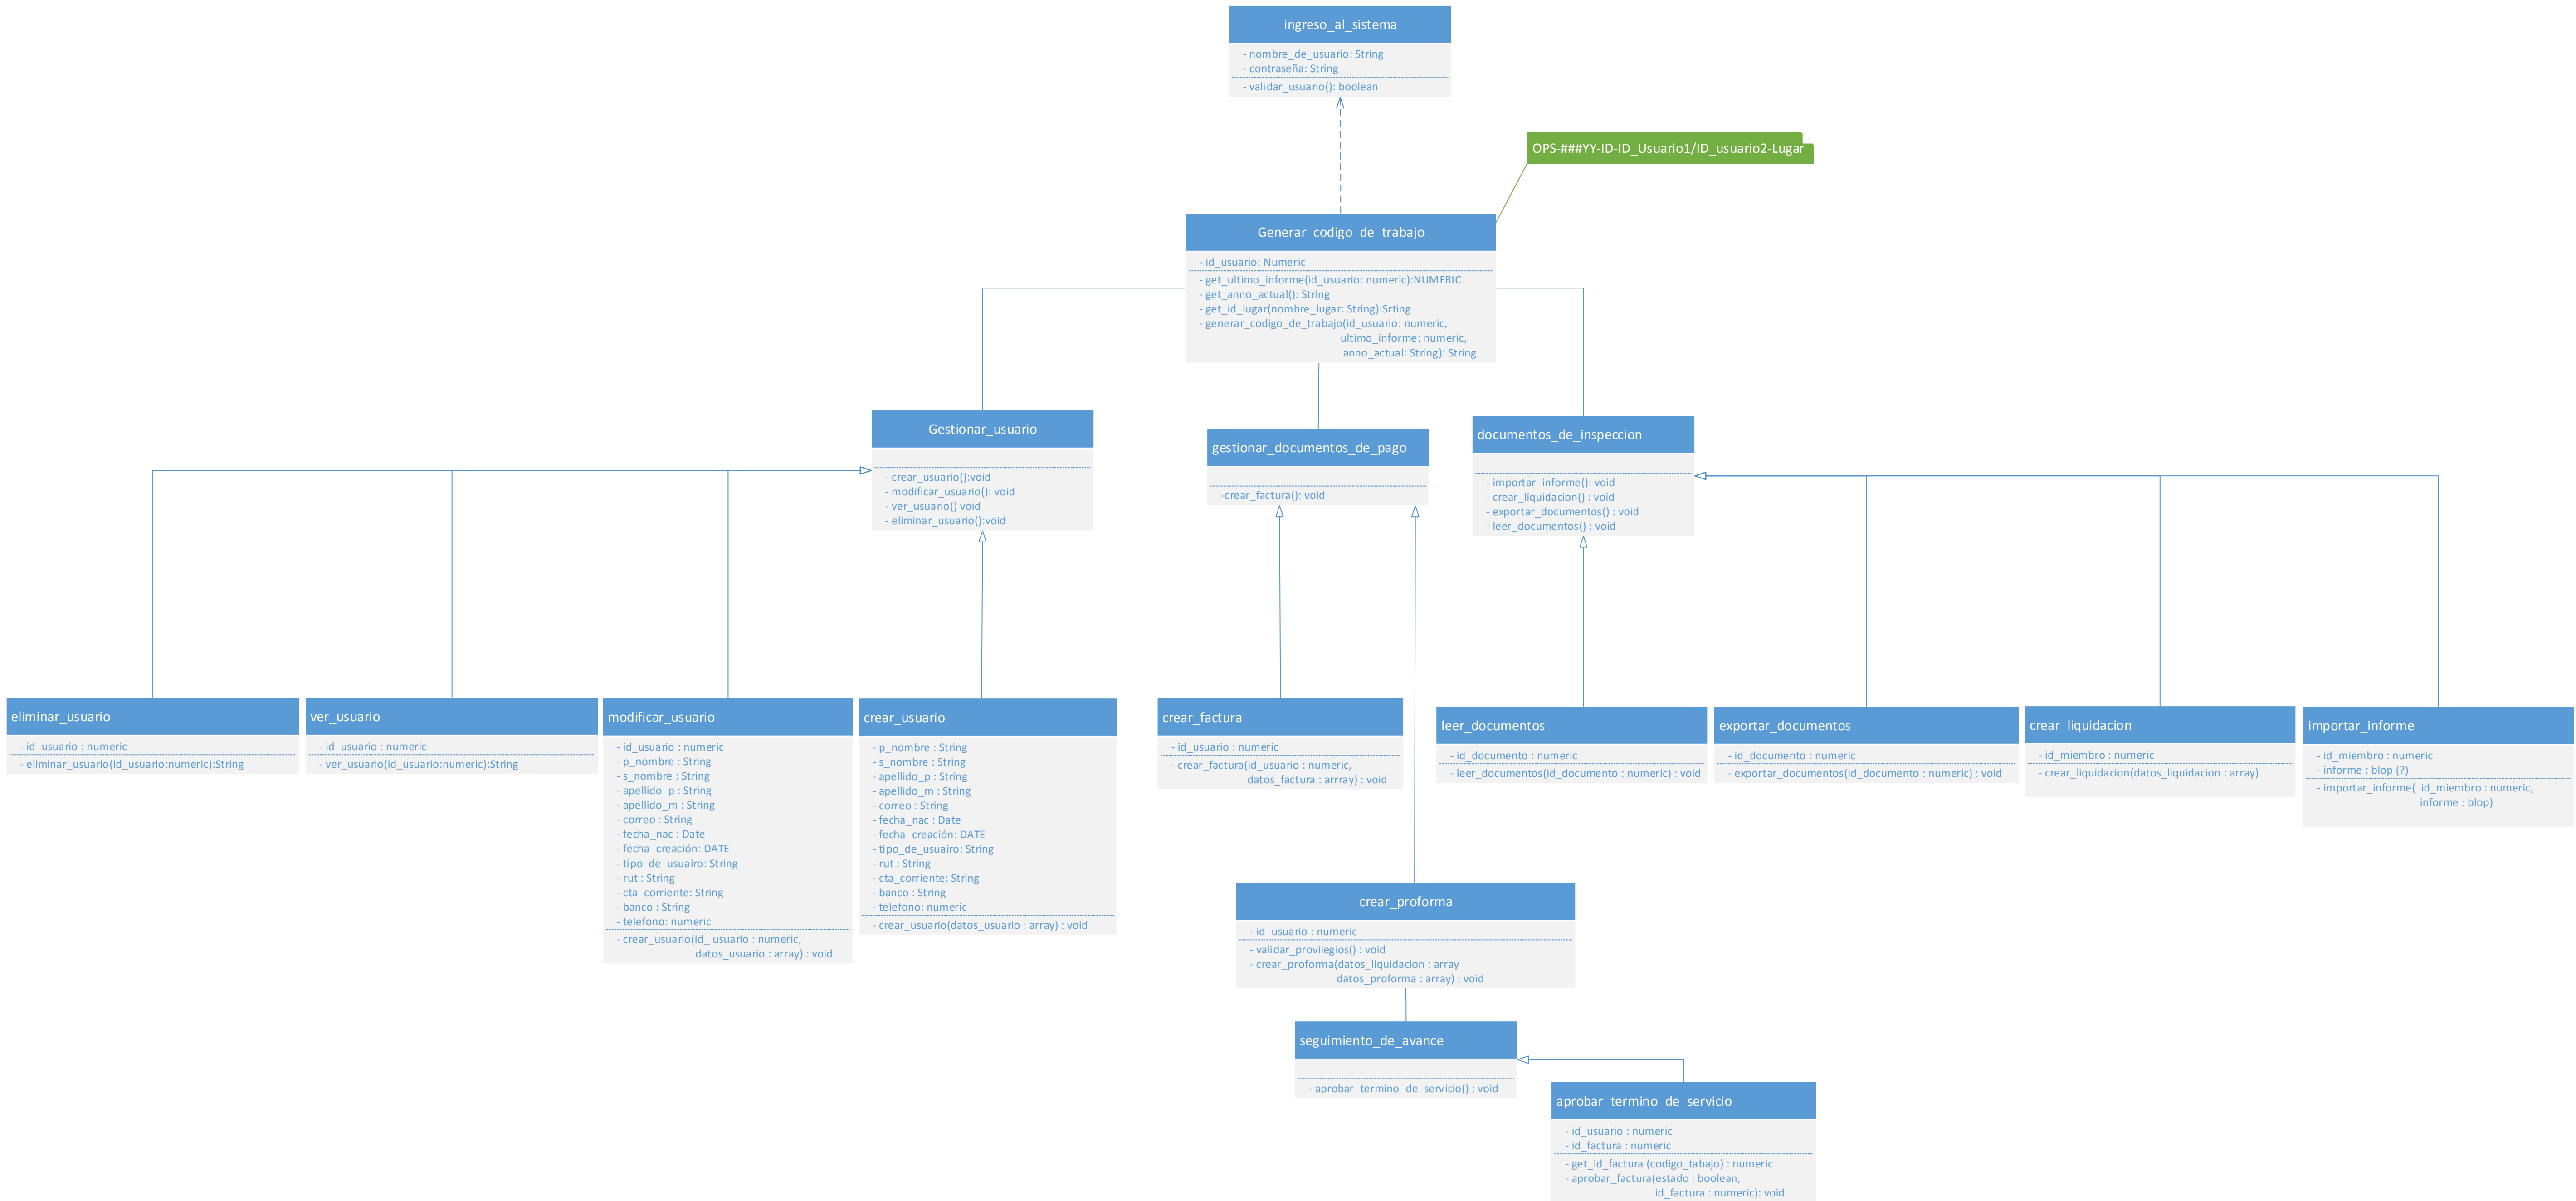 ingreso_al_sistema
- nombre_de_usuario: String
- contraseña: String
- validar_usuario(): boolean
OPS-###YY-ID-ID_Usuario1/ID_usuario2-Lugar
Generar_codigo_de_trabajo
- id_usuario: Numeric
- get_ultimo_informe(id_usuario: numeric):NUMERIC
- get_anno_actual(): String
- get_id_lugar(nombre_lugar: String):Srting
- generar_codigo_de_trabajo(id_usuario: numeric,
ultimo_informe: numeric,
anno_actual: String): String
Gestionar_usuario
- crear_usuario():void
- modificar_usuario(): void
- ver_usuario() void
- eliminar_usuario():void
gestionar_documentos_de_pago
-crear_factura(): void
documentos_de_inspeccion
- importar_informe(): void
- crear_liquidacion() : void
- exportar_documentos() : void
- leer_documentos() : void
eliminar_usuario
- id_usuario : numeric
- eliminar_usuario(id_usuario:numeric):String
ver_usuario
- id_usuario : numeric
- ver_usuario(id_usuario:numeric):String
modificar_usuario
- id_usuario : numeric
- p_nombre : String
- s_nombre : String
- apellido_p : String
- apellido_m : String
- correo : String
- fecha_nac : Date
- fecha_creación: DATE
- tipo_de_usuairo: String
- rut : String
- cta_corriente: String
- banco : String
- telefono: numeric
- crear_usuario(id_ usuario : numeric,
datos_usuario : array) : void
crear_usuario
- p_nombre : String
- s_nombre : String
- apellido_p : String
- apellido_m : String
- correo : String
- fecha_nac : Date
- fecha_creación: DATE
- tipo_de_usuairo: String
- rut : String
- cta_corriente: String
- banco : String
- telefono: numeric
- crear_usuario(datos_usuario : array) : void
crear_factura
- id_usuario : numeric
- crear_factura(id_usuario : numeric,
datos_factura : arrray) : void
leer_documentos
- id_documento : numeric
- leer_documentos(id_documento : numeric) : void
exportar_documentos
- id_documento : numeric
- exportar_documentos(id_documento : numeric) : void
crear_liquidacion
- id_miembro : numeric
- crear_liquidacion(datos_liquidacion : array)
importar_informe
- id_miembro : numeric
- informe : blop (?)
- importar_informe(  id_miembro : numeric,
informe : blop)
crear_proforma
- id_usuario : numeric
- validar_provilegios() : void
- crear_proforma(datos_liquidacion : array
datos_proforma : array) : void
seguimiento_de_avance
- aprobar_termino_de_servicio() : void
aprobar_termino_de_servicio
- id_usuario : numeric
- id_factura : numeric
- get_id_factura (codigo_tabajo) : numeric
- aprobar_factura(estado : boolean,
id_factura : numeric): void